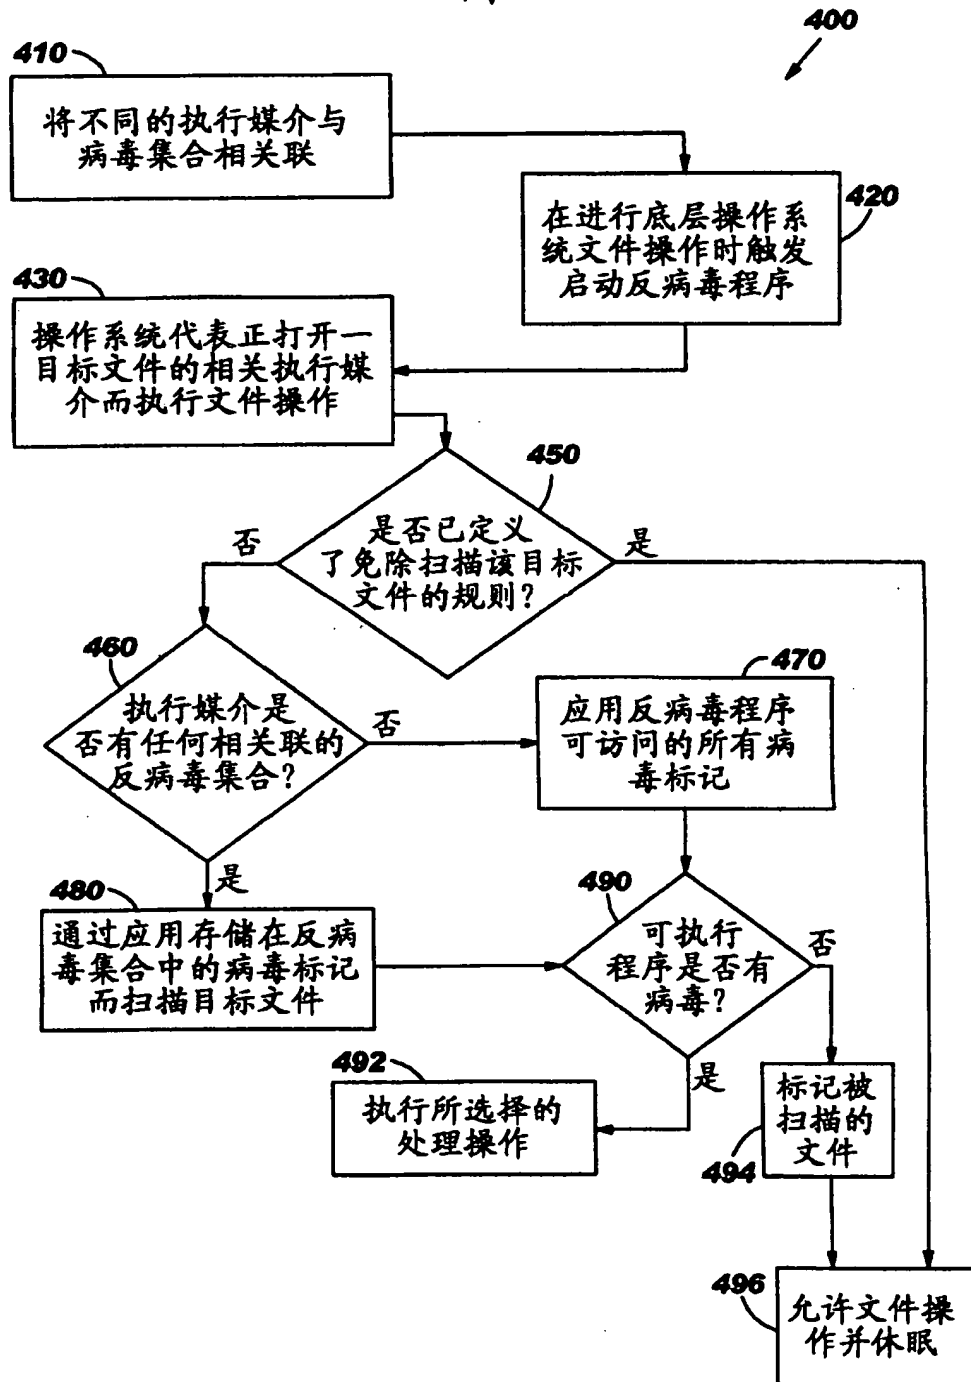 400
410
将不同的执行媒介与
病毒集合相关联
420
在进行底层操作系
统文件操作时触发
启动反病毒程序
430
操作系统代表正打开一
目标文件的相关执行媒
介而执行文件操作
450
是否已定义
了免除扫描该目标
文件的规则?
否
是
460
执行媒介是
否有任何相关联的
反病毒集合?
否
是
470
应用反病毒程序
可访问的所有病
毒标记
480
通过应用存储在反病
毒集合中的病毒标记
而扫描目标文件
490
可执行
程序是否有
病毒?
否
是
492
执行所选择的
处理操作
494
标记被
扫描的
文件
496
允许文件操
作并休眠